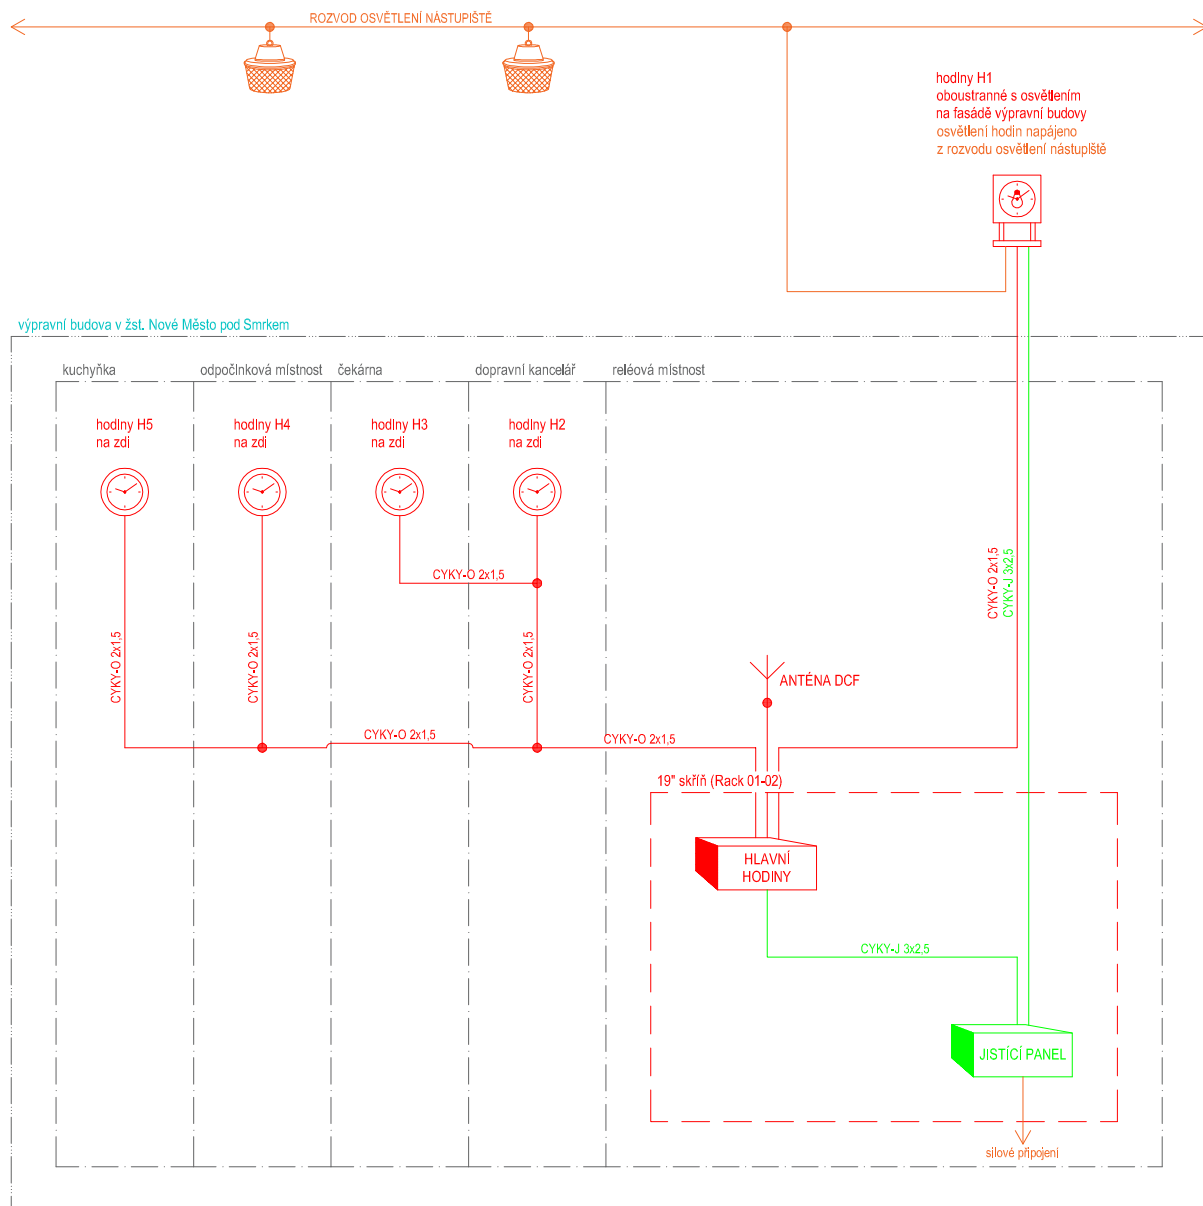 ROZVOD OSVĚTLENÍ NÁSTUPIŠTĚ
hodiny H1
oboustranné s osvětlením
na fasádě výpravní budovy
osvětlení hodin napájeno
z rozvodu osvětlení nástupiště
výpravní budova v žst. Nové Město pod Smrkem
kuchyňka
odpočinková místnost
čekárna
dopravní kancelář
reléová místnost
hodiny H5
na zdi
hodiny H4
na zdi
hodiny H3
na zdi
hodiny H2
na zdi
CYKY-O 2x1,5
CYKY-O 2x1,5
CYKY-J 3x2,5
CYKY-O 2x1,5
CYKY-O 2x1,5
CYKY-O 2x1,5
ANTÉNA DCF
CYKY-O 2x1,5
CYKY-O 2x1,5
19" skříň (Rack 01-02)
HLAVNÍ
HODINY
CYKY-J 3x2,5
JISTÍCÍ PANEL
silové připojení